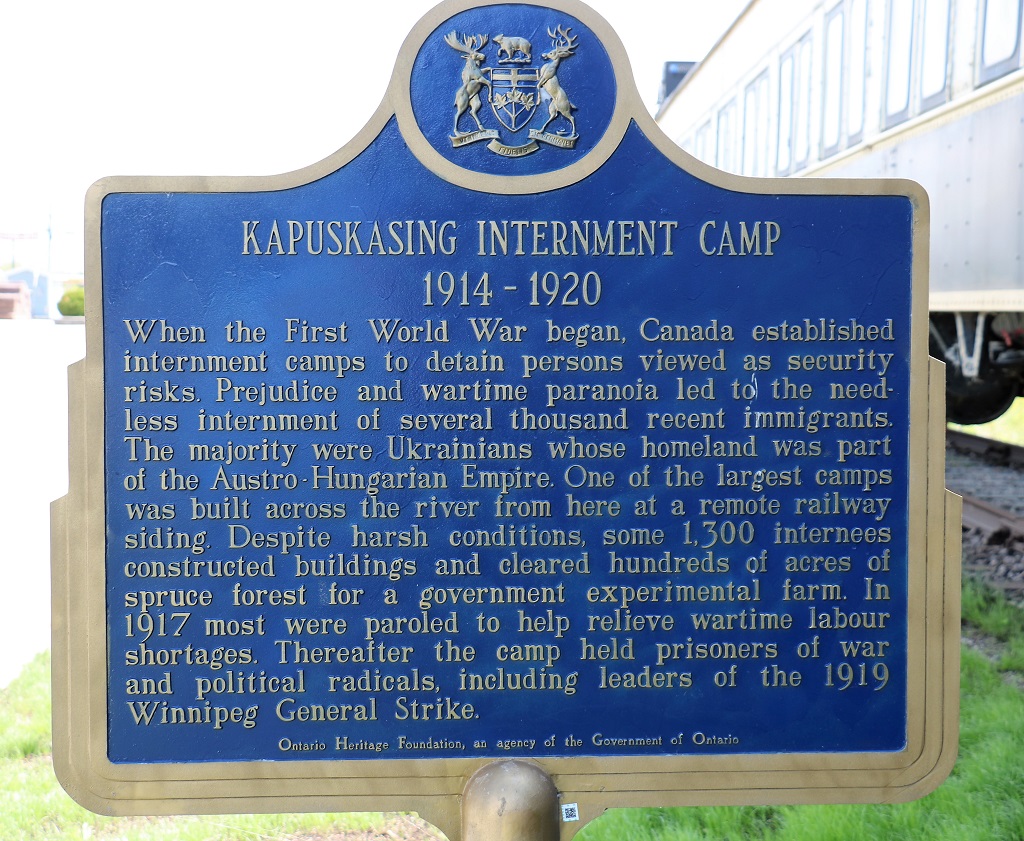 KAPUSKASING INTERNMENT CAMP
1914 - 1920
When the First World War began, Canada established
internment camps to detain persons viewed as security
risks. Prejudice and wartime paranoia led to the need-
less internment of several thousand recent immigrants.
The majority were Ukrainians whose homeland was part
of the Austro-Hungarian Empire. One of the largest camps
was built across the river from here at a remote railway
siding. Despite harsh conditions, some 1,300 internees
constructed buildings and cleared hundreds of acres of
spruce forest for a government experimental farm. In
1917 most were paroled to help relieve wartime labour
shortages. Thereafter the camp held prisoners of war
and political radicals, including leaders of the 1919
Winnipeg General Strike.
Ontario Heritage Foundation, an agency of the Government of Ontario